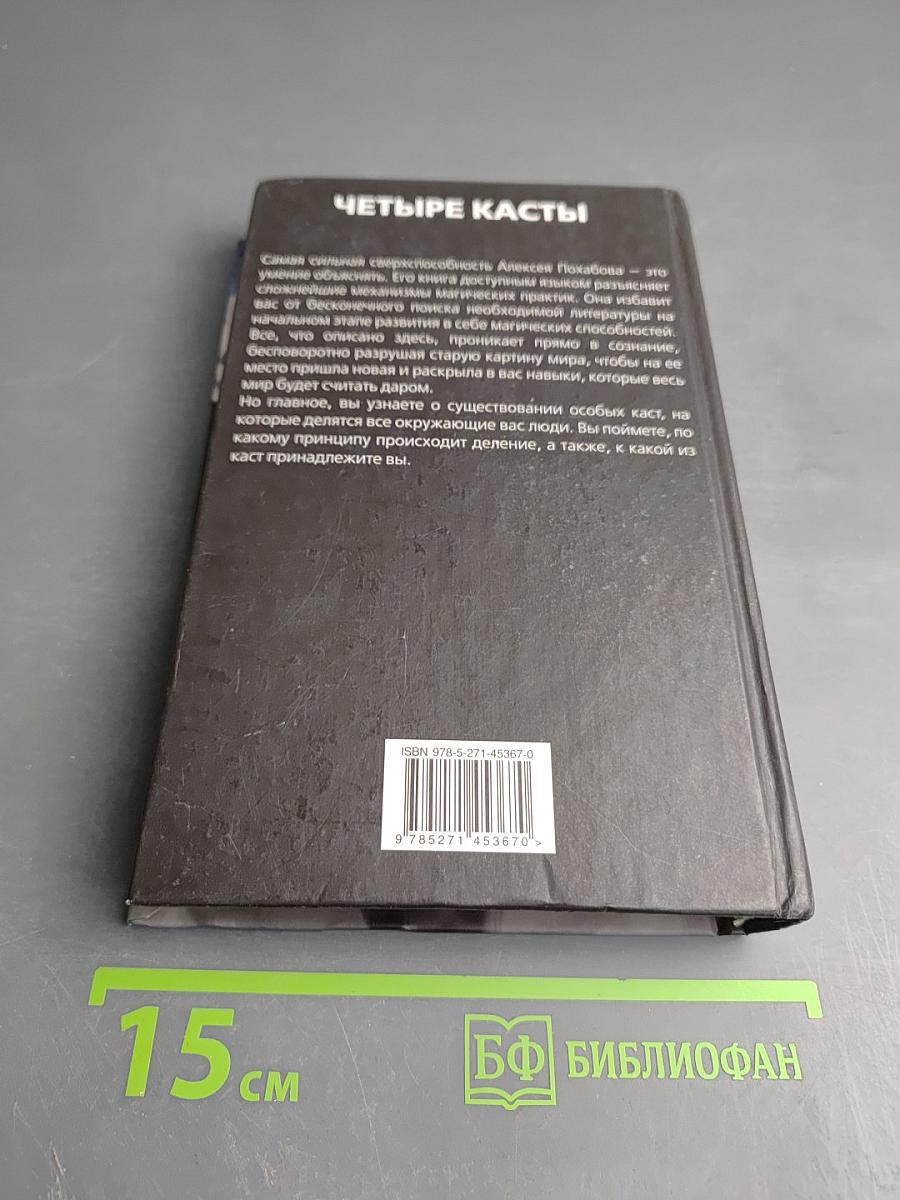 ЧЕТЫРЕ КАСТЫ
Самая сильная сверхспособность Алексея Похабова — это
умение объяснять. Его книга доступным языком разъясняет
сложнейшие механизмы магических практик. Она избавит
вас от бесконечного поиска необходимой литературы на
начальном этапе развития в себе магических способностей.
Все, что описано здесь, проникает прямо в сознание,
бесповоротно разрушая старую картину мира, чтобы на ее
место пришла новая и раскрыла в вас навыки, которые весь
мир будет считать даром.
Но главное, вы узнаете о существовании особых каст, на
которые делятся все окружающие вас люди. Вы поймете, по
какому принципу происходит деление, а также, к какой из
каст принадлежите вы.
ISBN 978-5-271-45367-0
9 785271 453670 >
15 см
БФ БИБЛИОФАН